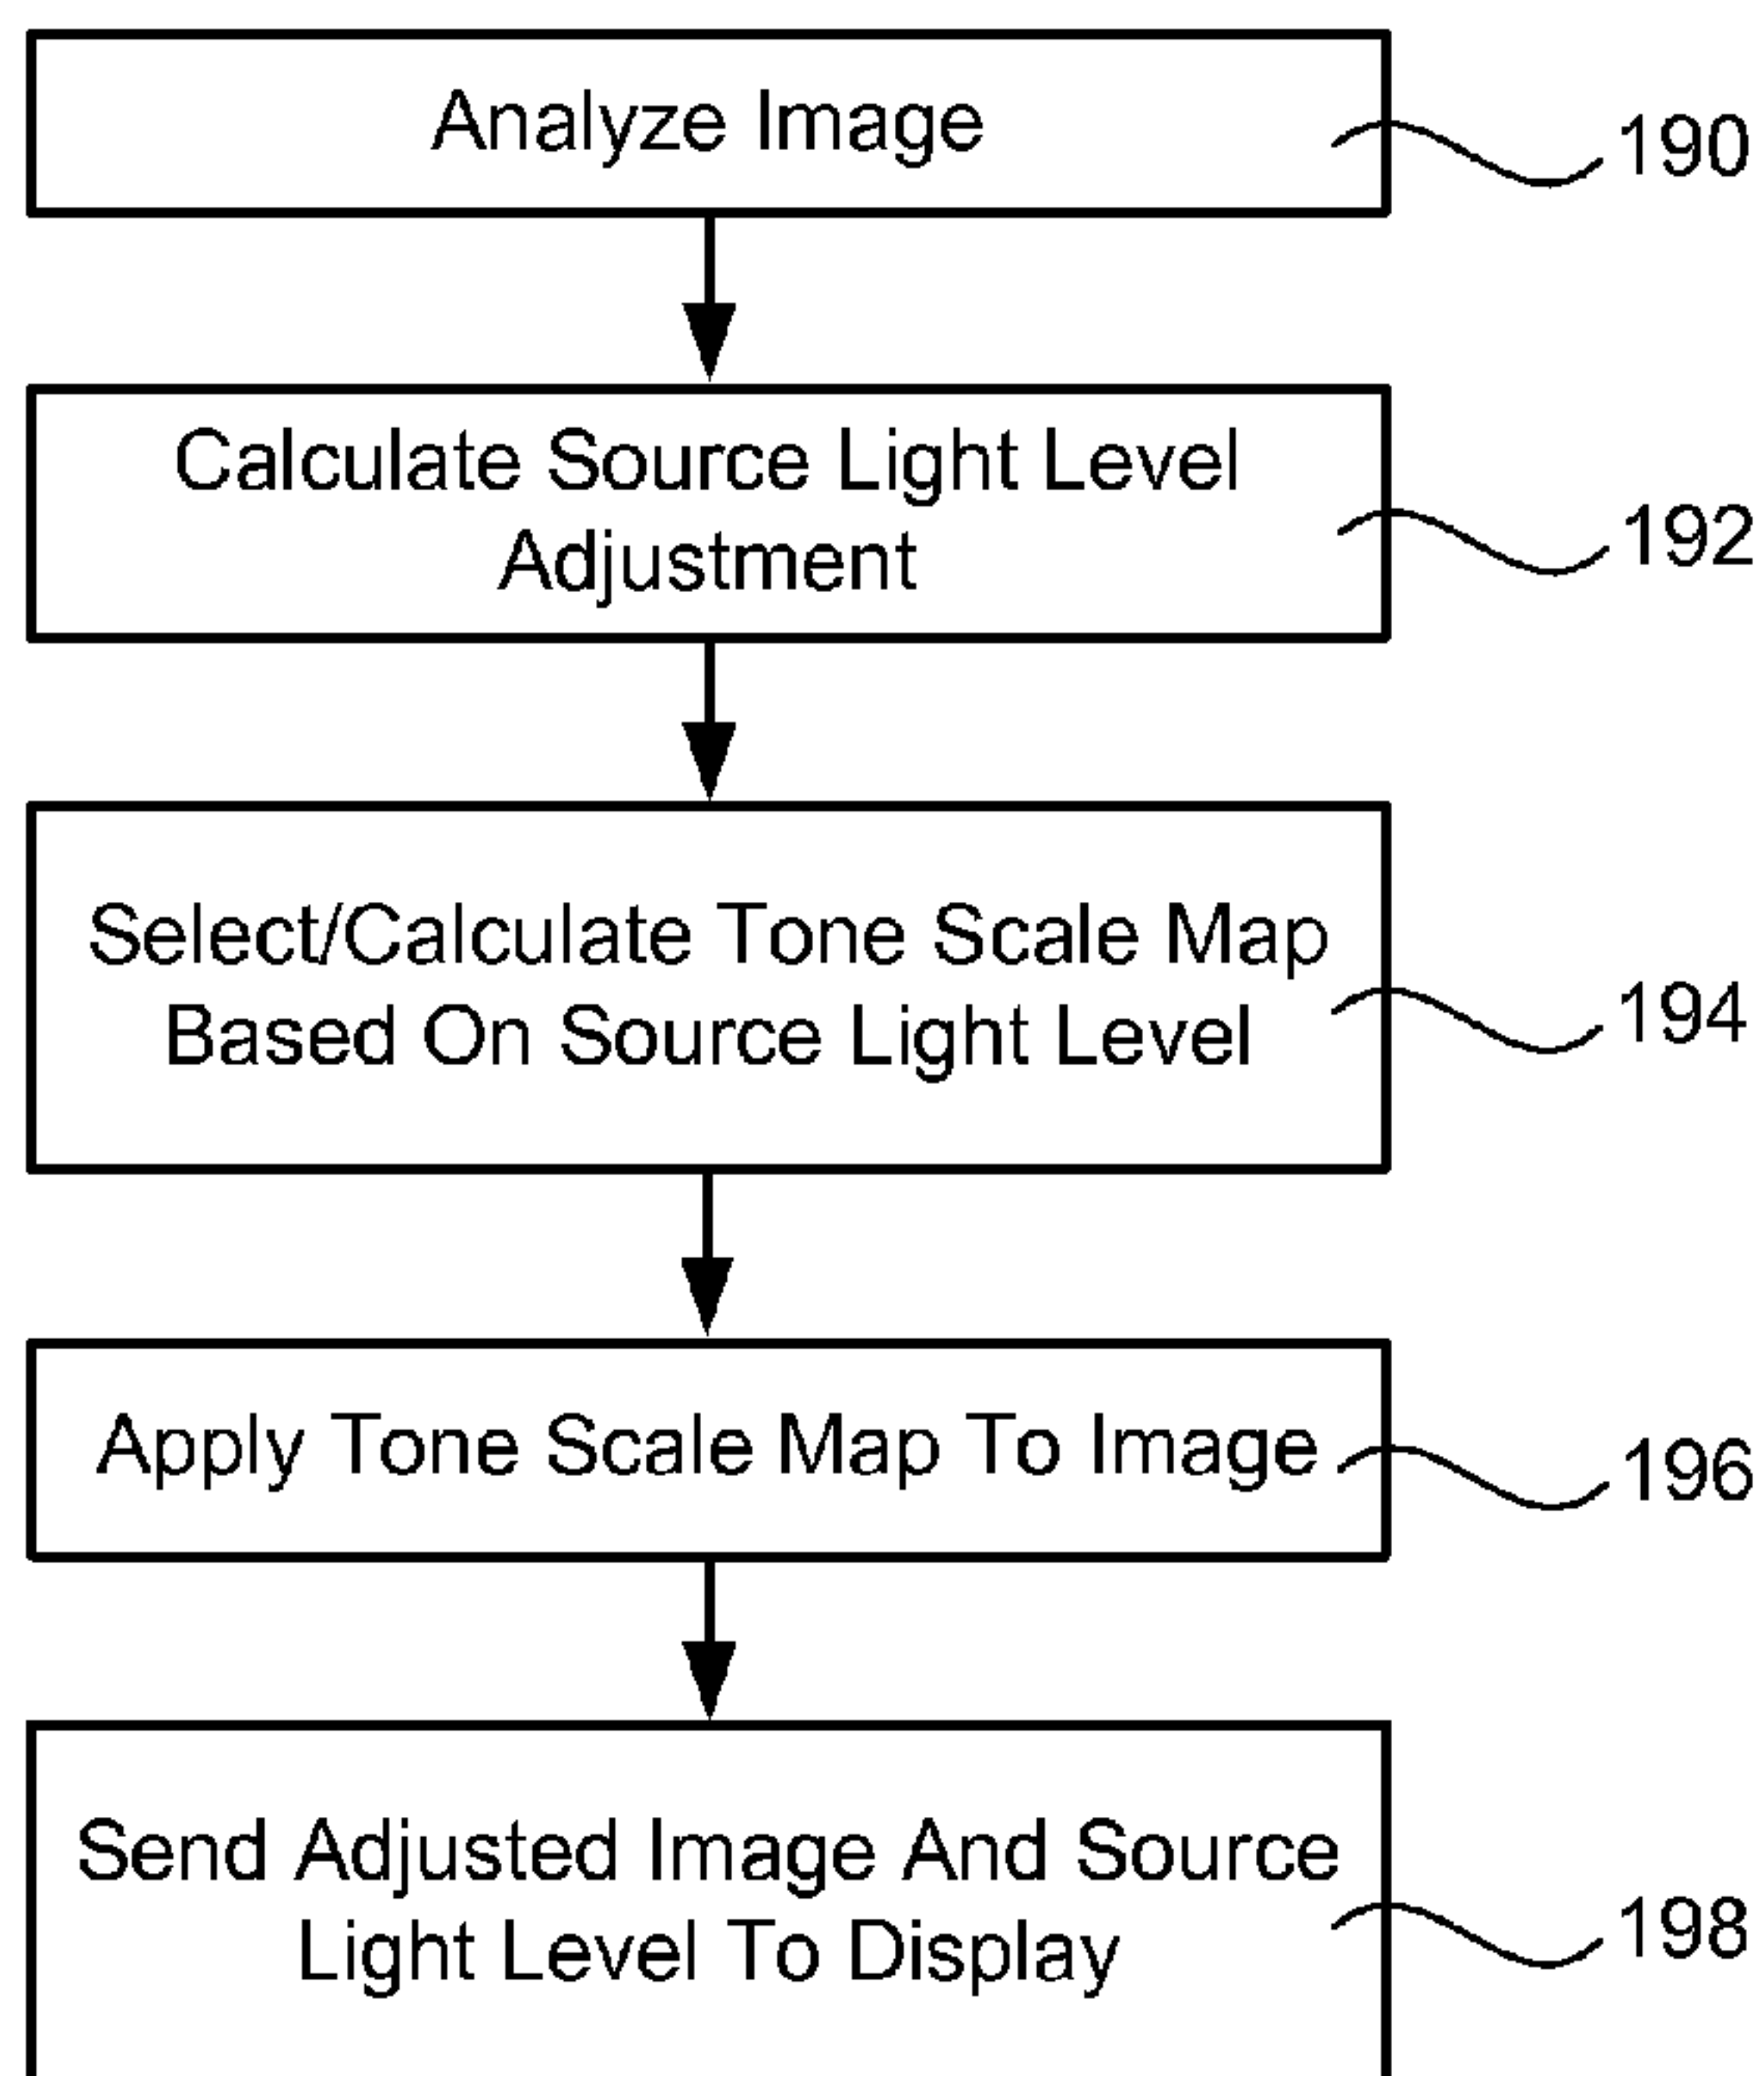 Analyze Image
190
Calculate Source Light Level
Adjustment
192
Select/Calculate Tone Scale Map
Based On Source Light Level
194
Apply Tone Scale Map To Image
196
Send Adjusted Image And Source
Light Level To Display
198